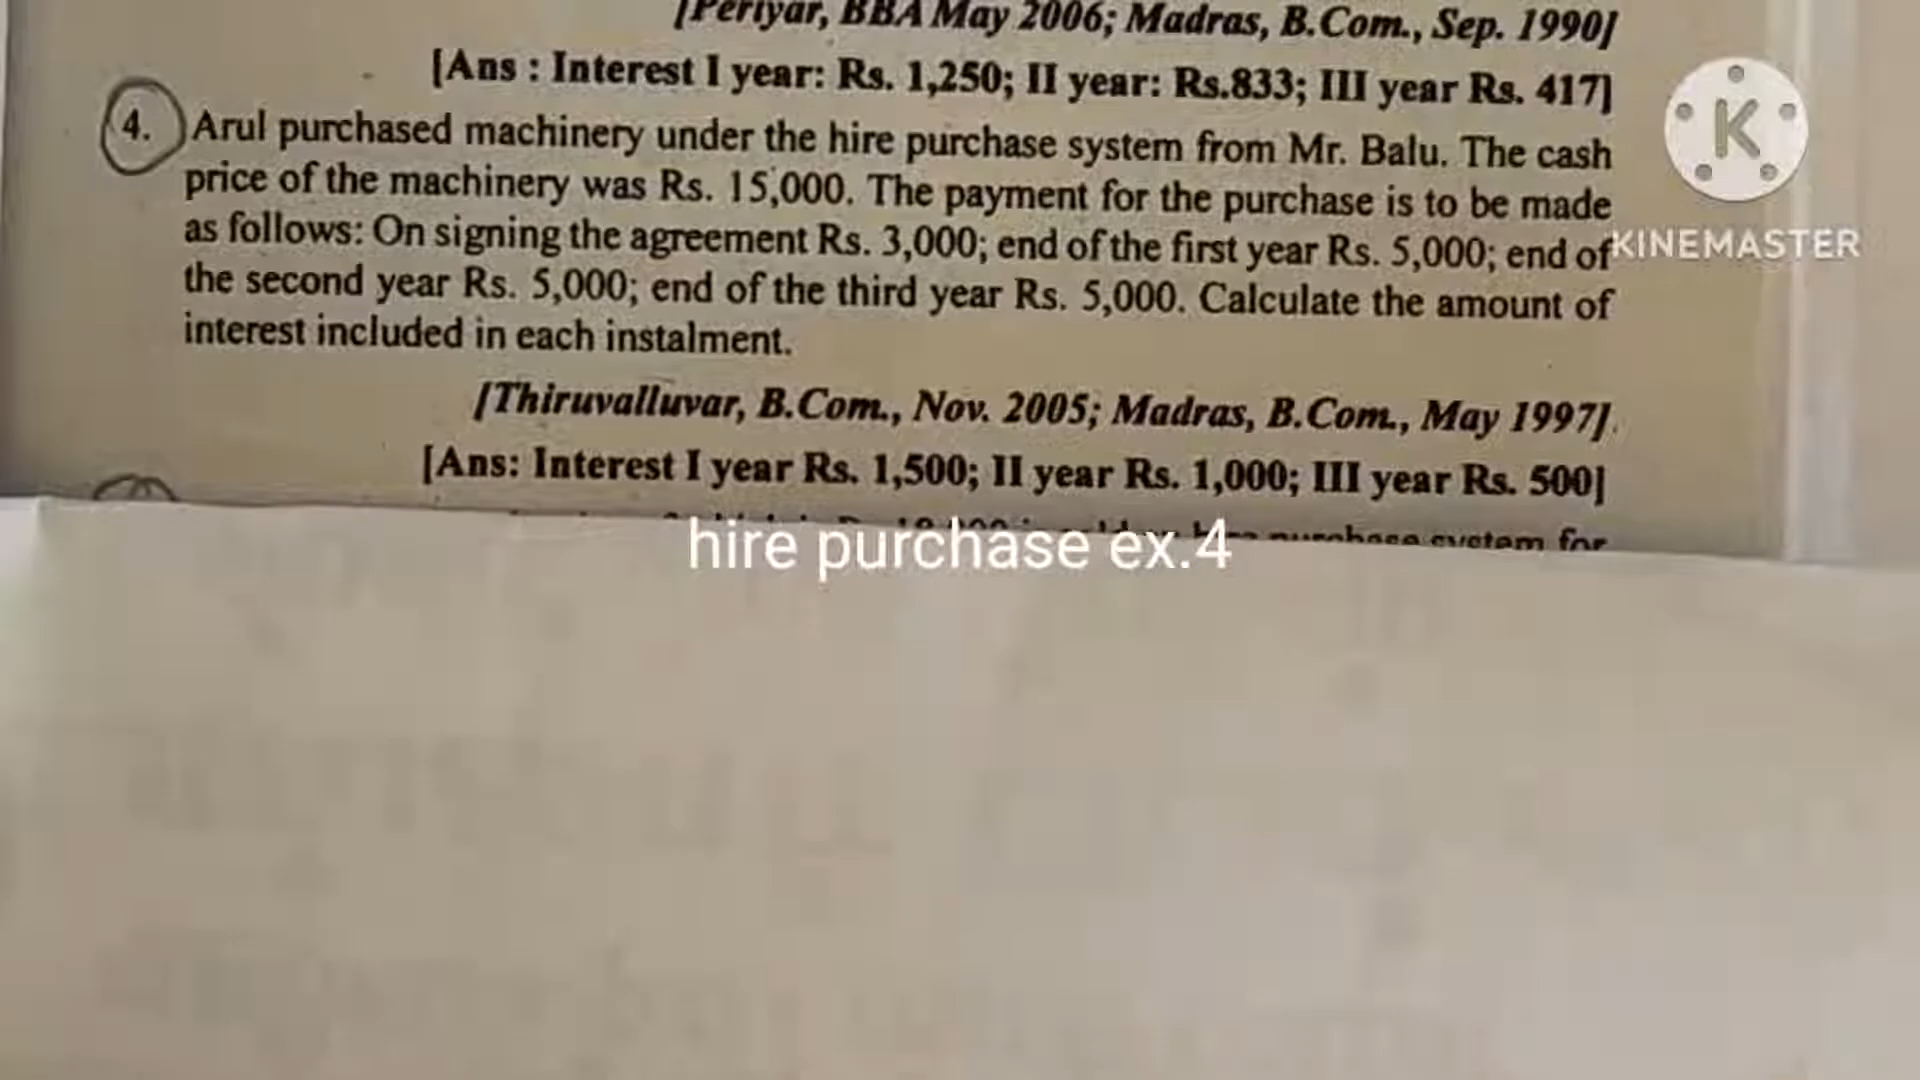 [Periyar, BBA May 2006; Madras, B.Com., Sep. 1990]
[Ans : Interest I year: Rs. 1,250; II year: Rs.833; III year Rs. 417]
4. Arul purchased machinery under the hire purchase system from Mr. Balu. The cash
price of the machinery was Rs. 15,000. The payment for the purchase is to be made
as follows: On signing the agreement Rs. 3,000; end of the first year Rs. 5,000; end of
the second year Rs. 5,000; end of the third year Rs. 5,000. Calculate the amount of
interest included in each instalment.
[Thiruvalluvar, B.Com., Nov. 2005; Madras, B.Com., May 1997].
[Ans: Interest I year Rs. 1,500; II year Rs. 1,000; III year Rs. 500]
purchase system for
hire purchase ex.4
K
KINEMASTER